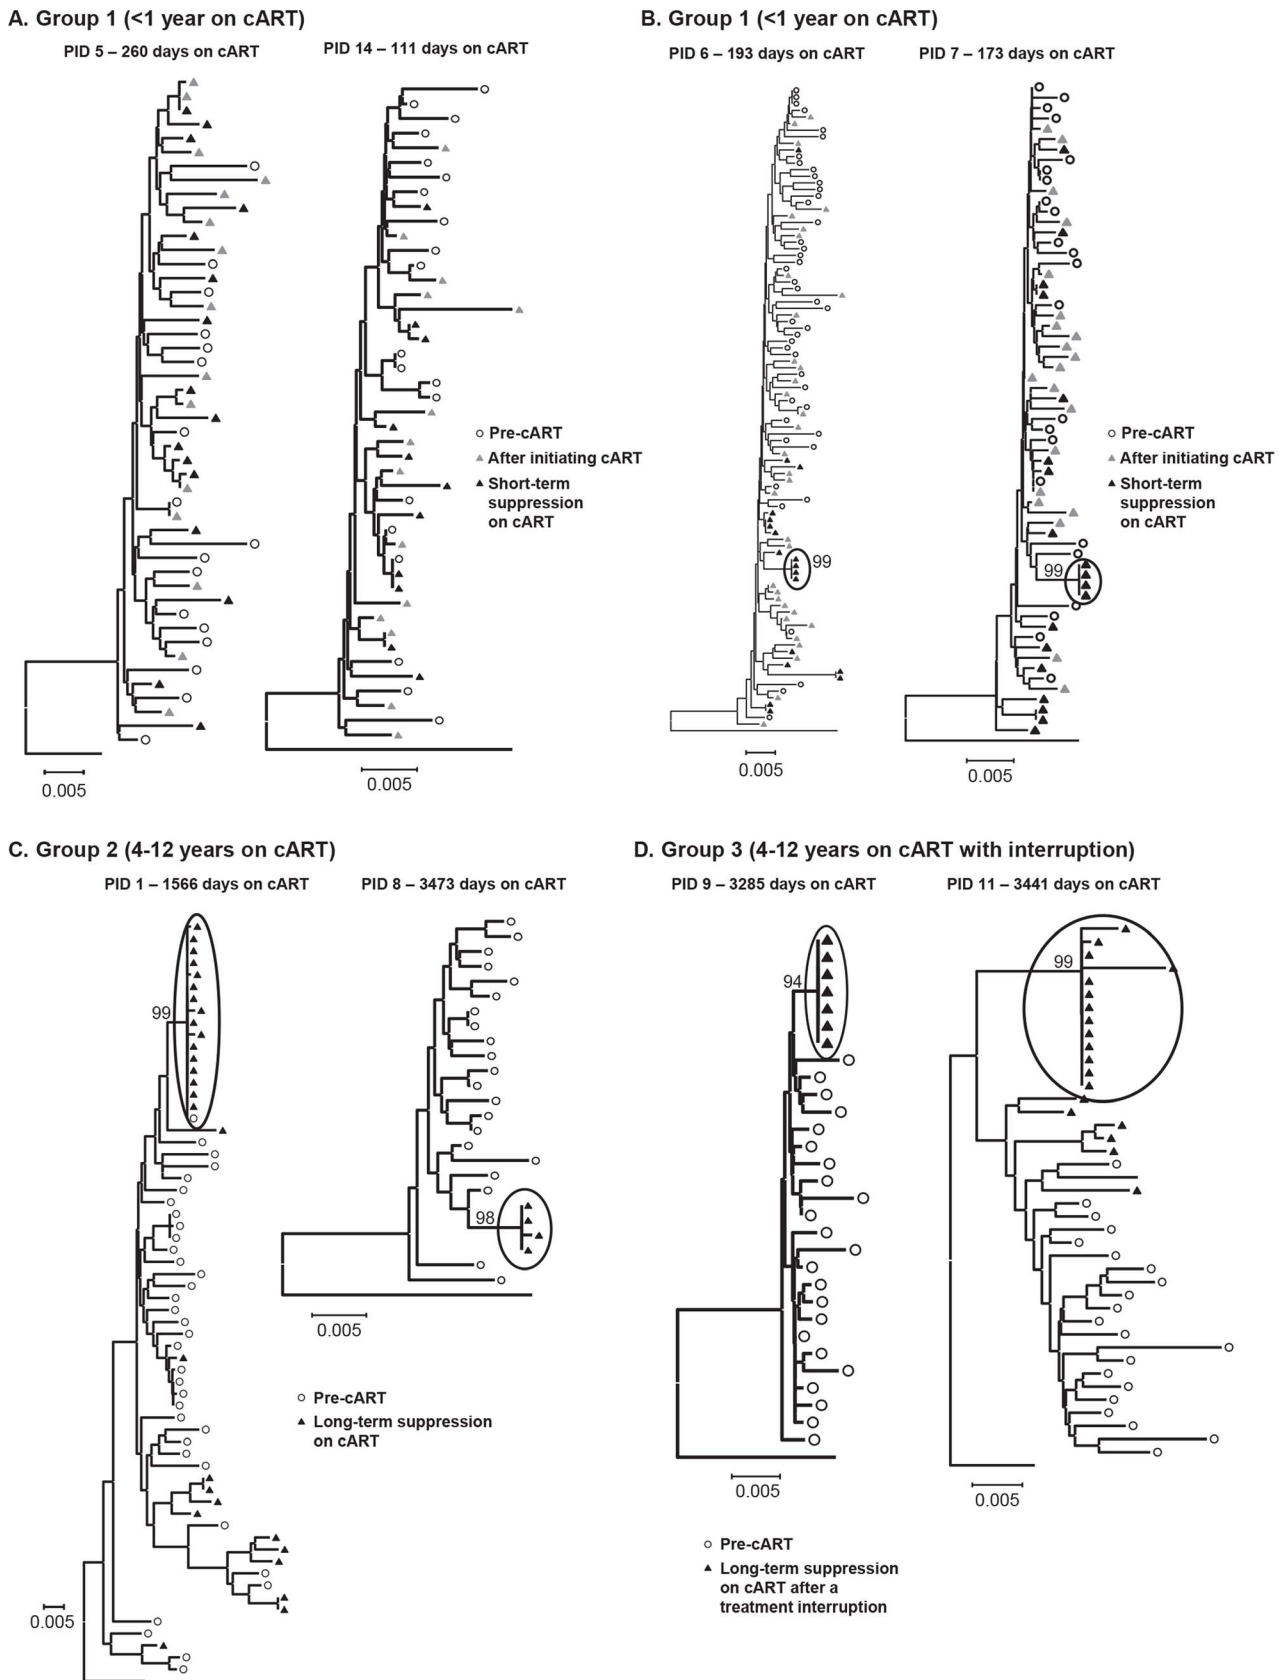 A. Group 1 (<1 year on cART)
PID 5 – 260 days on cART
PID 14 – 111 days on cART
Pre-cART
After initiating cART
Short-term
suppression
on cART
0.005
0.005
B. Group 1 (<1 year on cART)
PID 6 – 193 days on cART
PID 7 – 173 days on cART
Pre-cART
After initiating cART
Short-term
suppression
on cART
99
99
0.005
0.005
C. Group 2 (4-12 years on cART)
PID 1 – 1566 days on cART
PID 8 – 3473 days on cART
99
98
0.005
Pre-cART
Long-term suppression
on cART
0.005
D. Group 3 (4-12 years on cART with interruption)
PID 9 – 3285 days on cART
PID 11 – 3441 days on cART
94
99
0.005
0.005
Pre-cART
Long-term suppression
on cART after a
treatment interruption